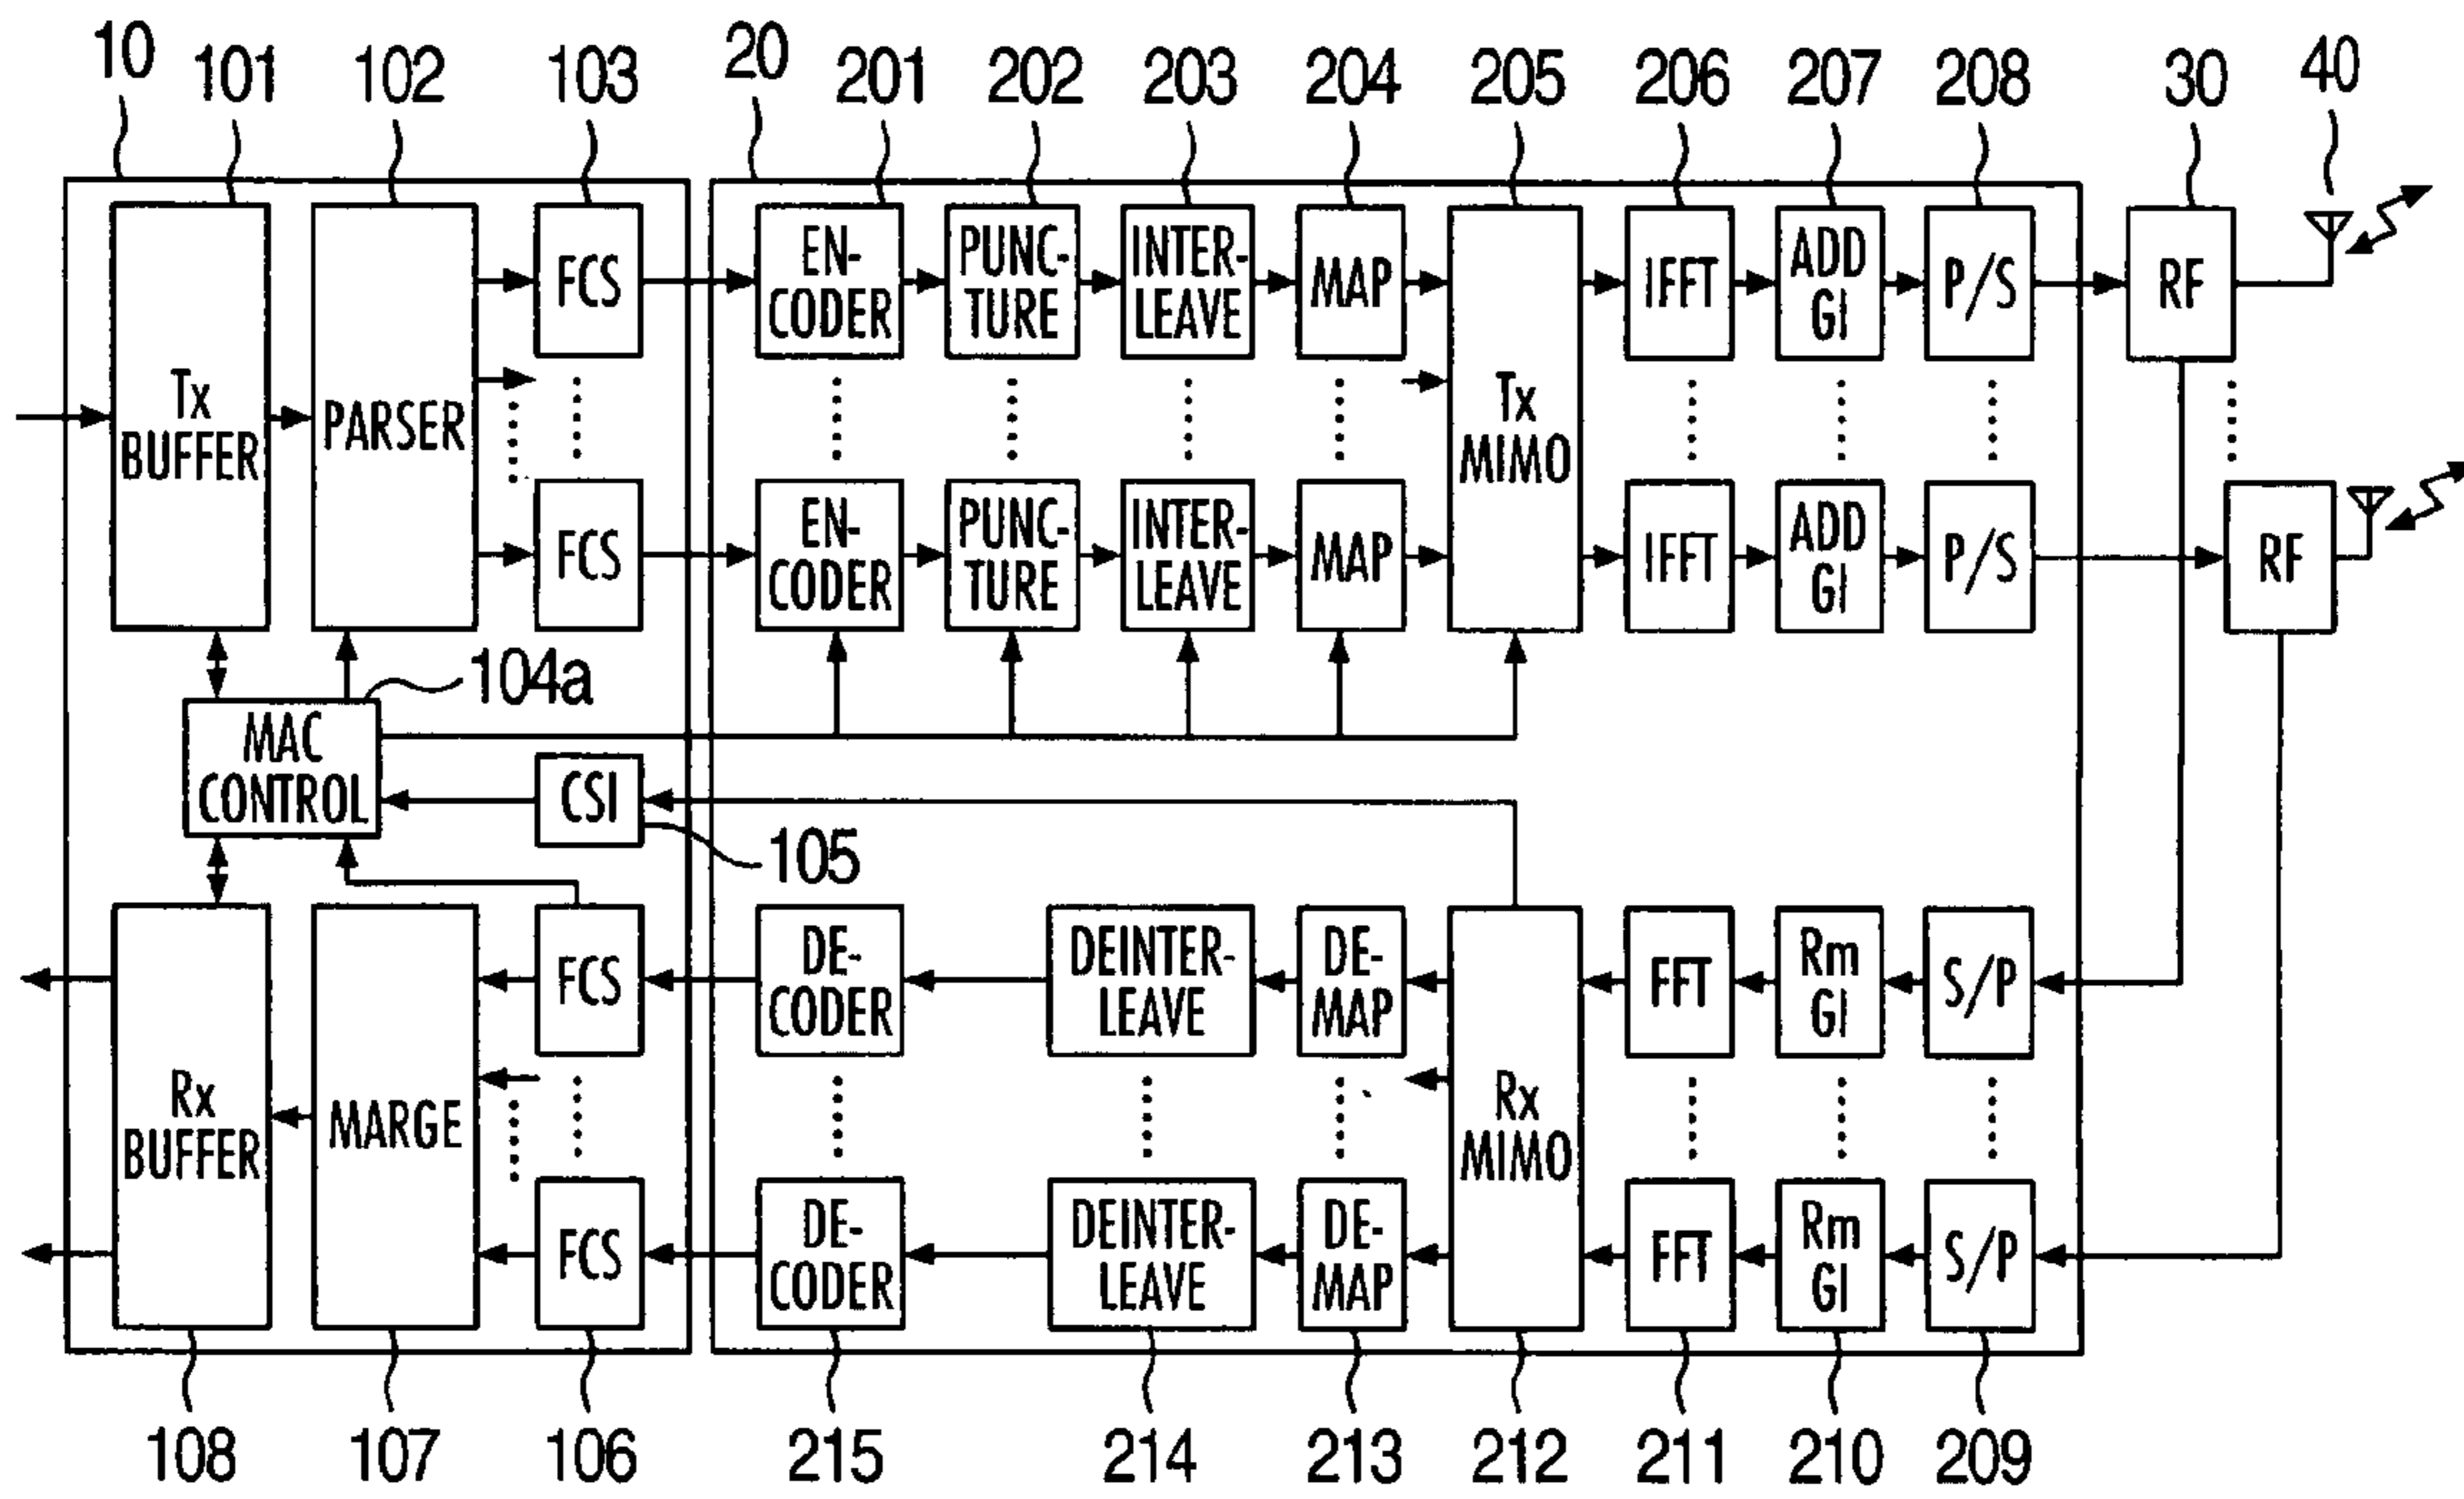 10 101 102 103 20 201 202 203 204 205 206 207 208 30 40
Tx
BUFFER
PARSER
FCS
EN-
CODER
PUNC-
TURE
INTER-
LEAVE
MAP
Tx
MIMO
IFFT
ADD
GI
P/S
RF
FCS
EN-
CODER
PUNC-
TURE
INTER-
LEAVE
MAP
IFFT
ADD
GI
P/S
RF
104a
MAC
CONTROL
CSI
105
Rx
BUFFER
MARGE
FCS
DE-
CODER
DEINTER-
LEAVE
DE-
MAP
Rx
MIMO
FFT
Rm
GI
S/P
FCS
DE-
CODER
DEINTER-
LEAVE
DE-
MAP
FFT
Rm
GI
S/P
108 107 106 215 214 213 212 211 210 209